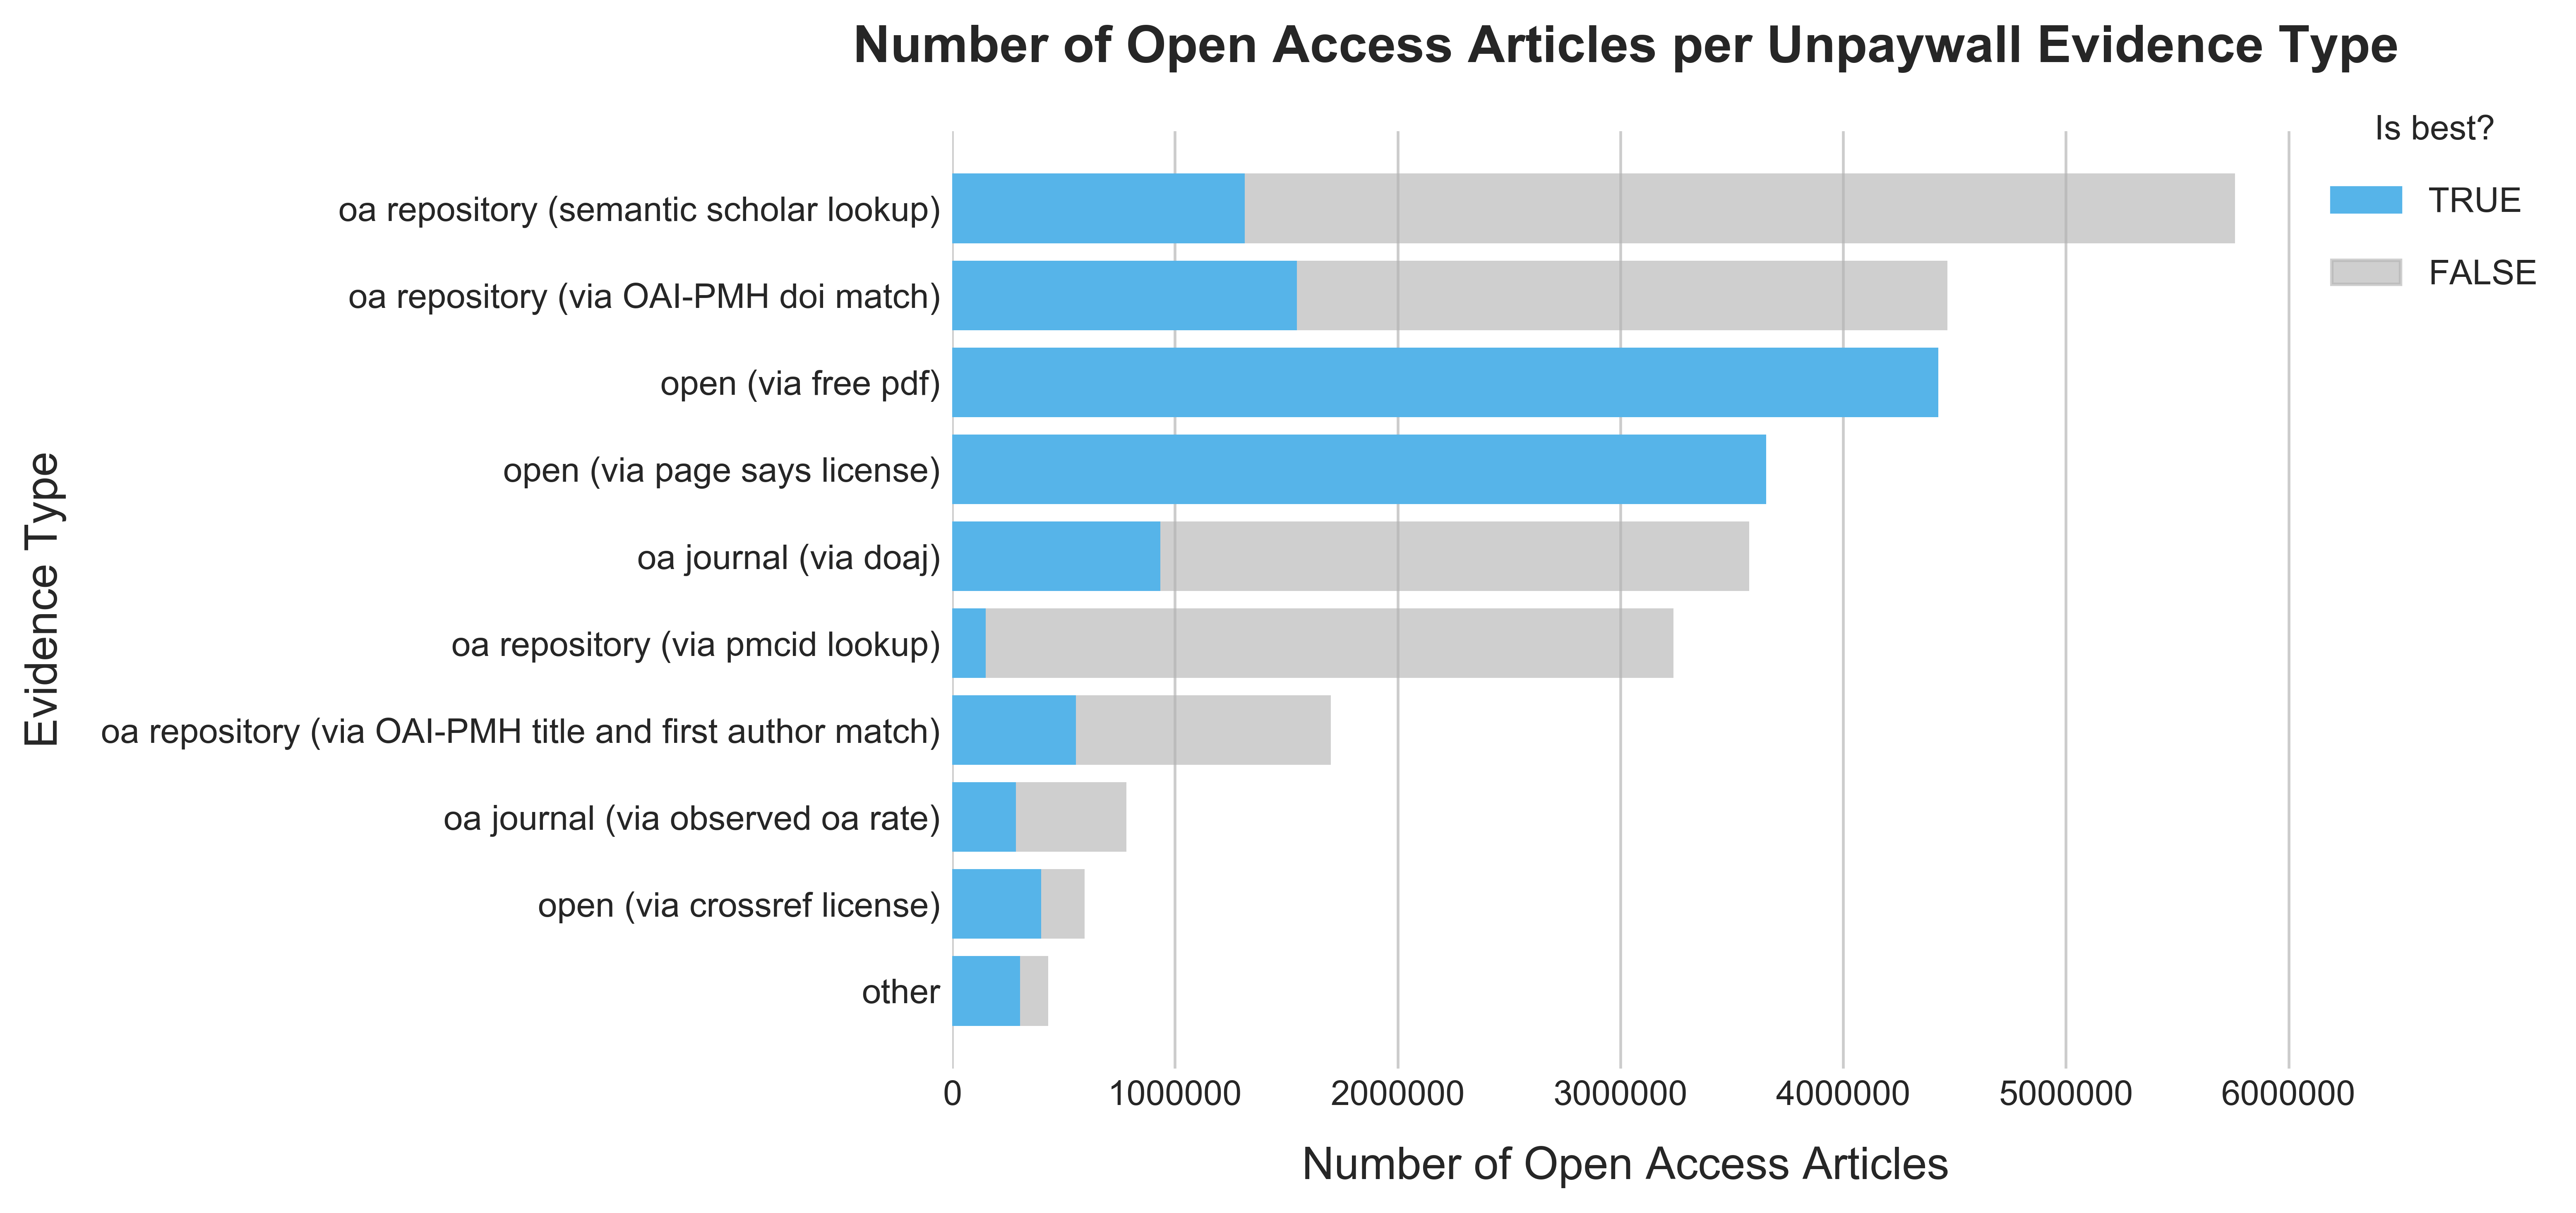 Number of Open Access Articles per Unpaywall Evidence Type
Is best?
TRUE
FALSE
Evidence Type
oa repository (semantic scholar lookup)
oa repository (via OAI-PMH doi match)
open (via free pdf)
open (via page says license)
oa journal (via doaj)
oa repository (via pmcid lookup)
oa repository (via OAI-PMH title and first author match)
oa journal (via observed oa rate)
open (via crossref license)
other
0 1000000 2000000 3000000 4000000 5000000 6000000
Number of Open Access Articles